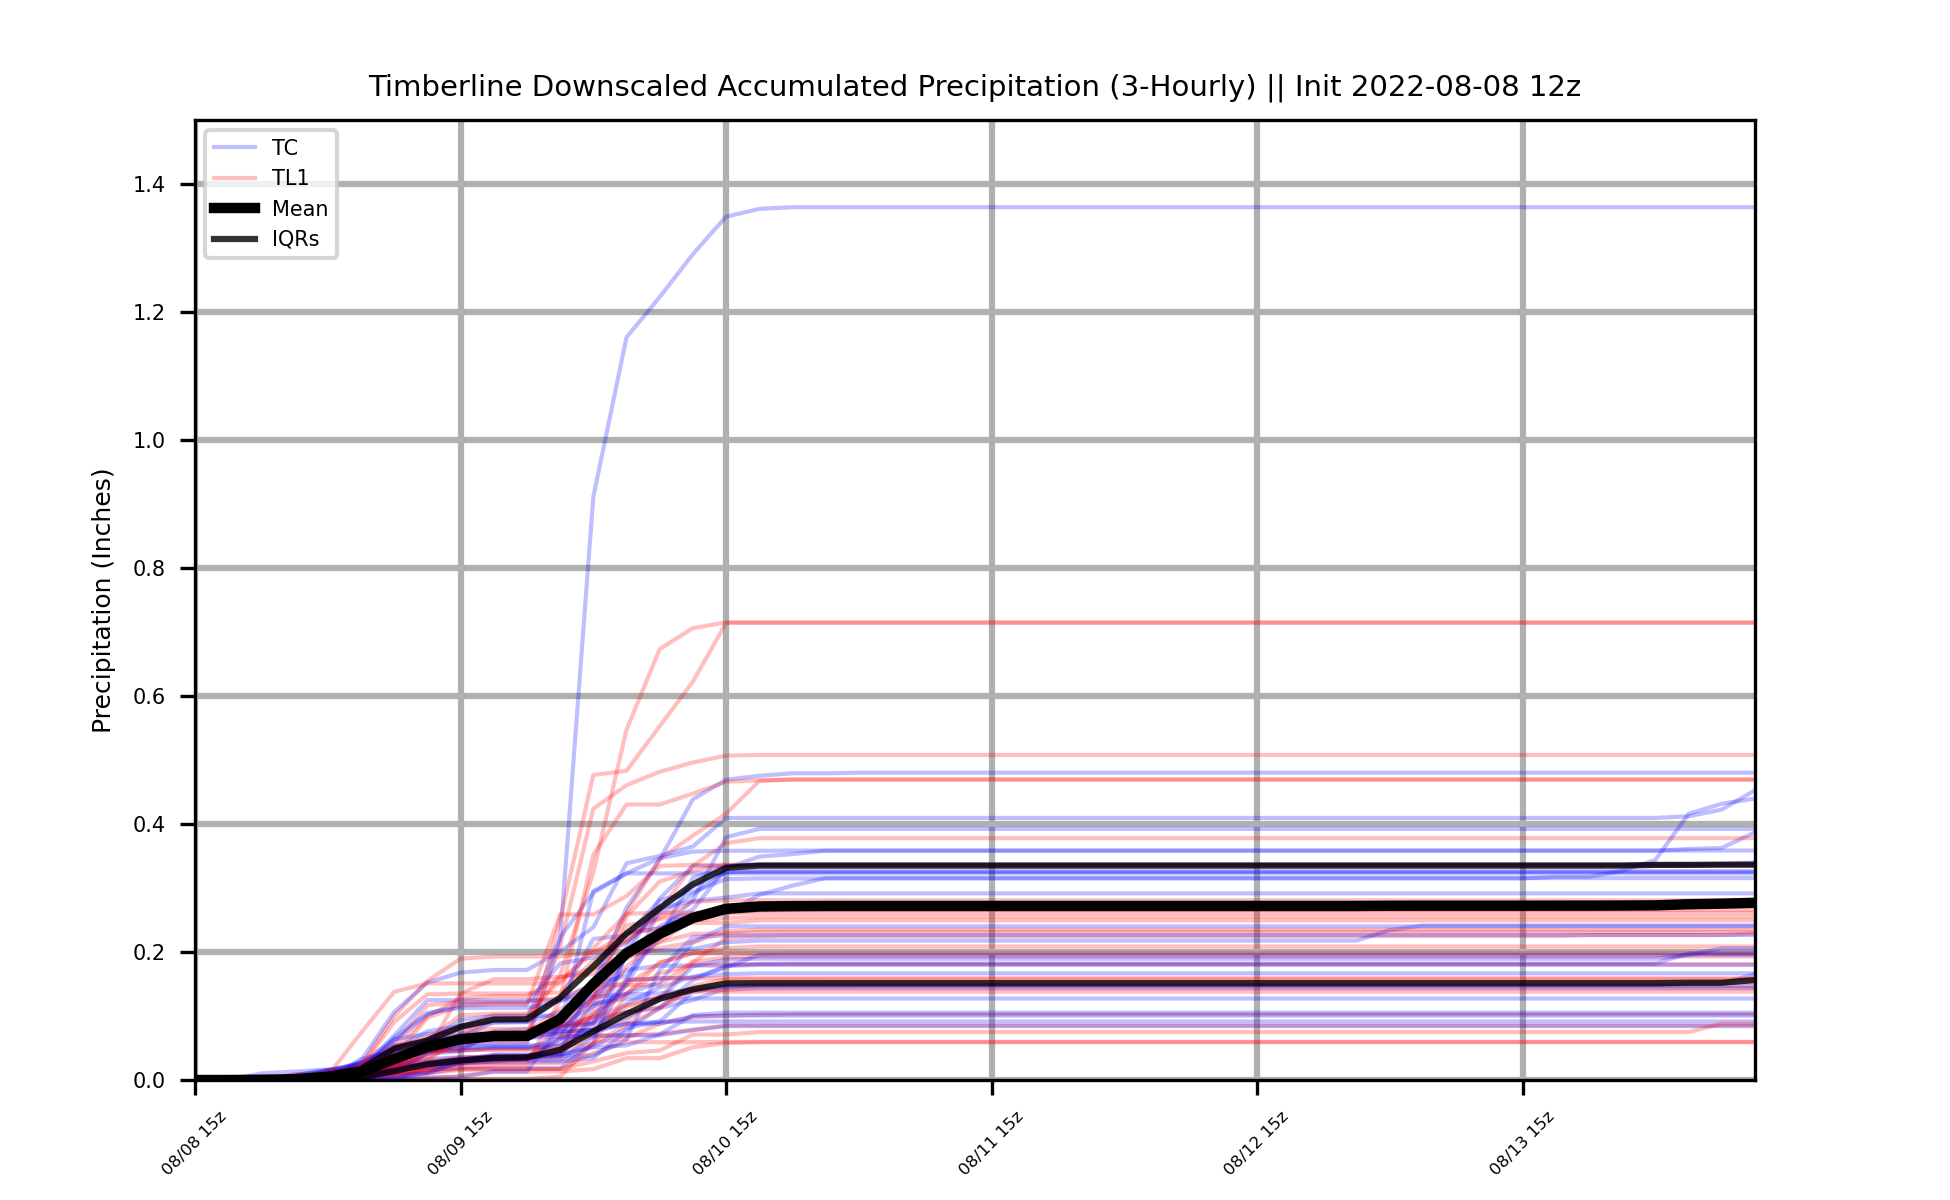 Timberline Downscaled Accumulated Precipitation (3-Hourly) || Init 2022-08-08 12z
TC
TL1
Mean
IQRs
Precipitation (Inches)
1.4
1.2
1.0
0.8
0.6
0.4
0.2
0.0
08/08 15z
08/09 15z
08/10 15z
08/11 15z
08/12 15z
08/13 15z